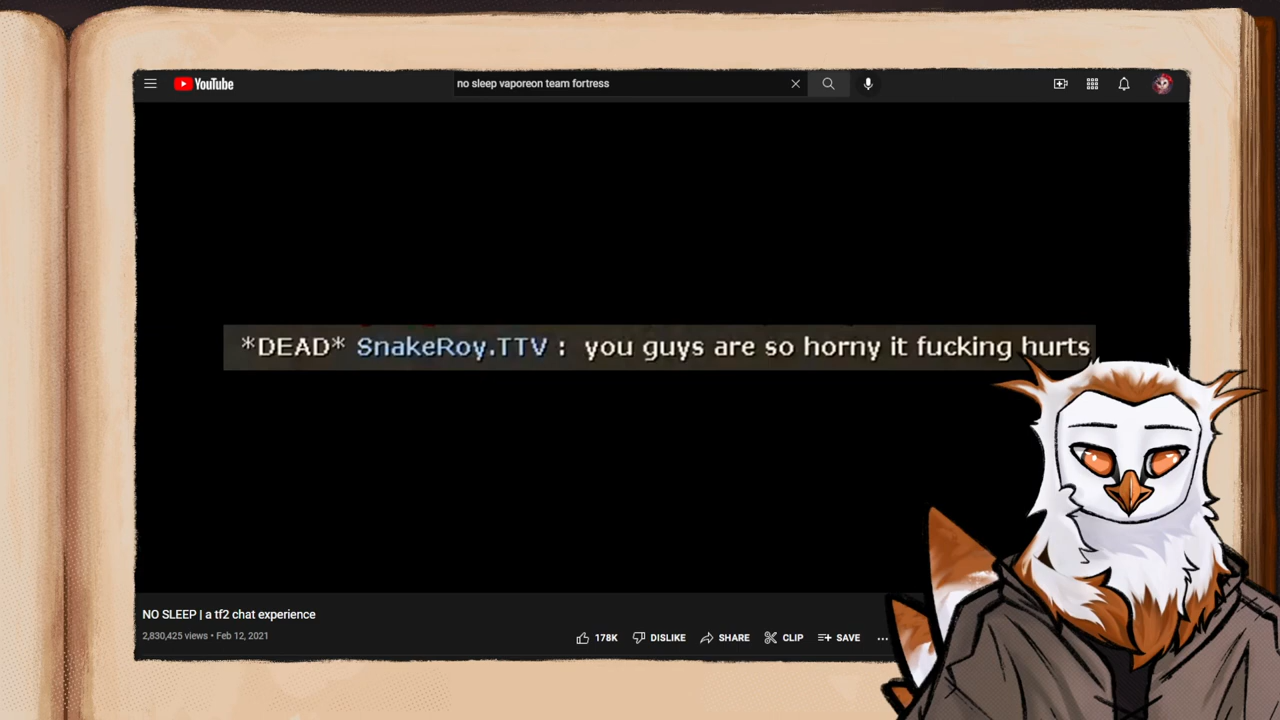 YouTube
no sleep vaporeon team fortress
*DEAD* SnakeRoy.TTV : you guys are so horny it fucking hurts
NO SLEEP | a tf2 chat experience
2,830,425 views • Feb 12, 2021
178K DISLIKE SHARE CLIP SAVE ...